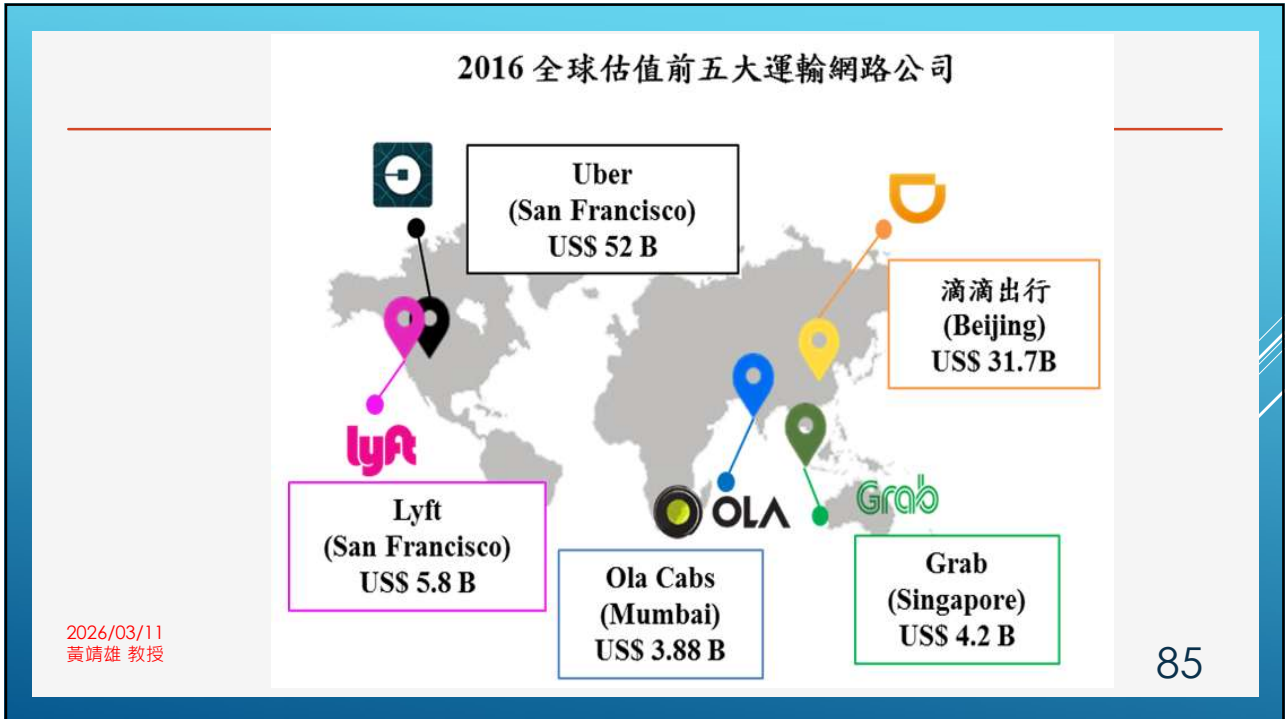 2016 全球估值前五大運輸網路公司
Uber
(San Francisco)
US$ 52 B
滴滴出行
(Beijing)
US$ 31.7B
lyft
Lyft
(San Francisco)
US$ 5.8 B
OLA
Ola Cabs
(Mumbai)
US$ 3.88 B
Grab
Grab
(Singapore)
US$ 4.2 B
2026/03/11
黃靖雄 教授
85